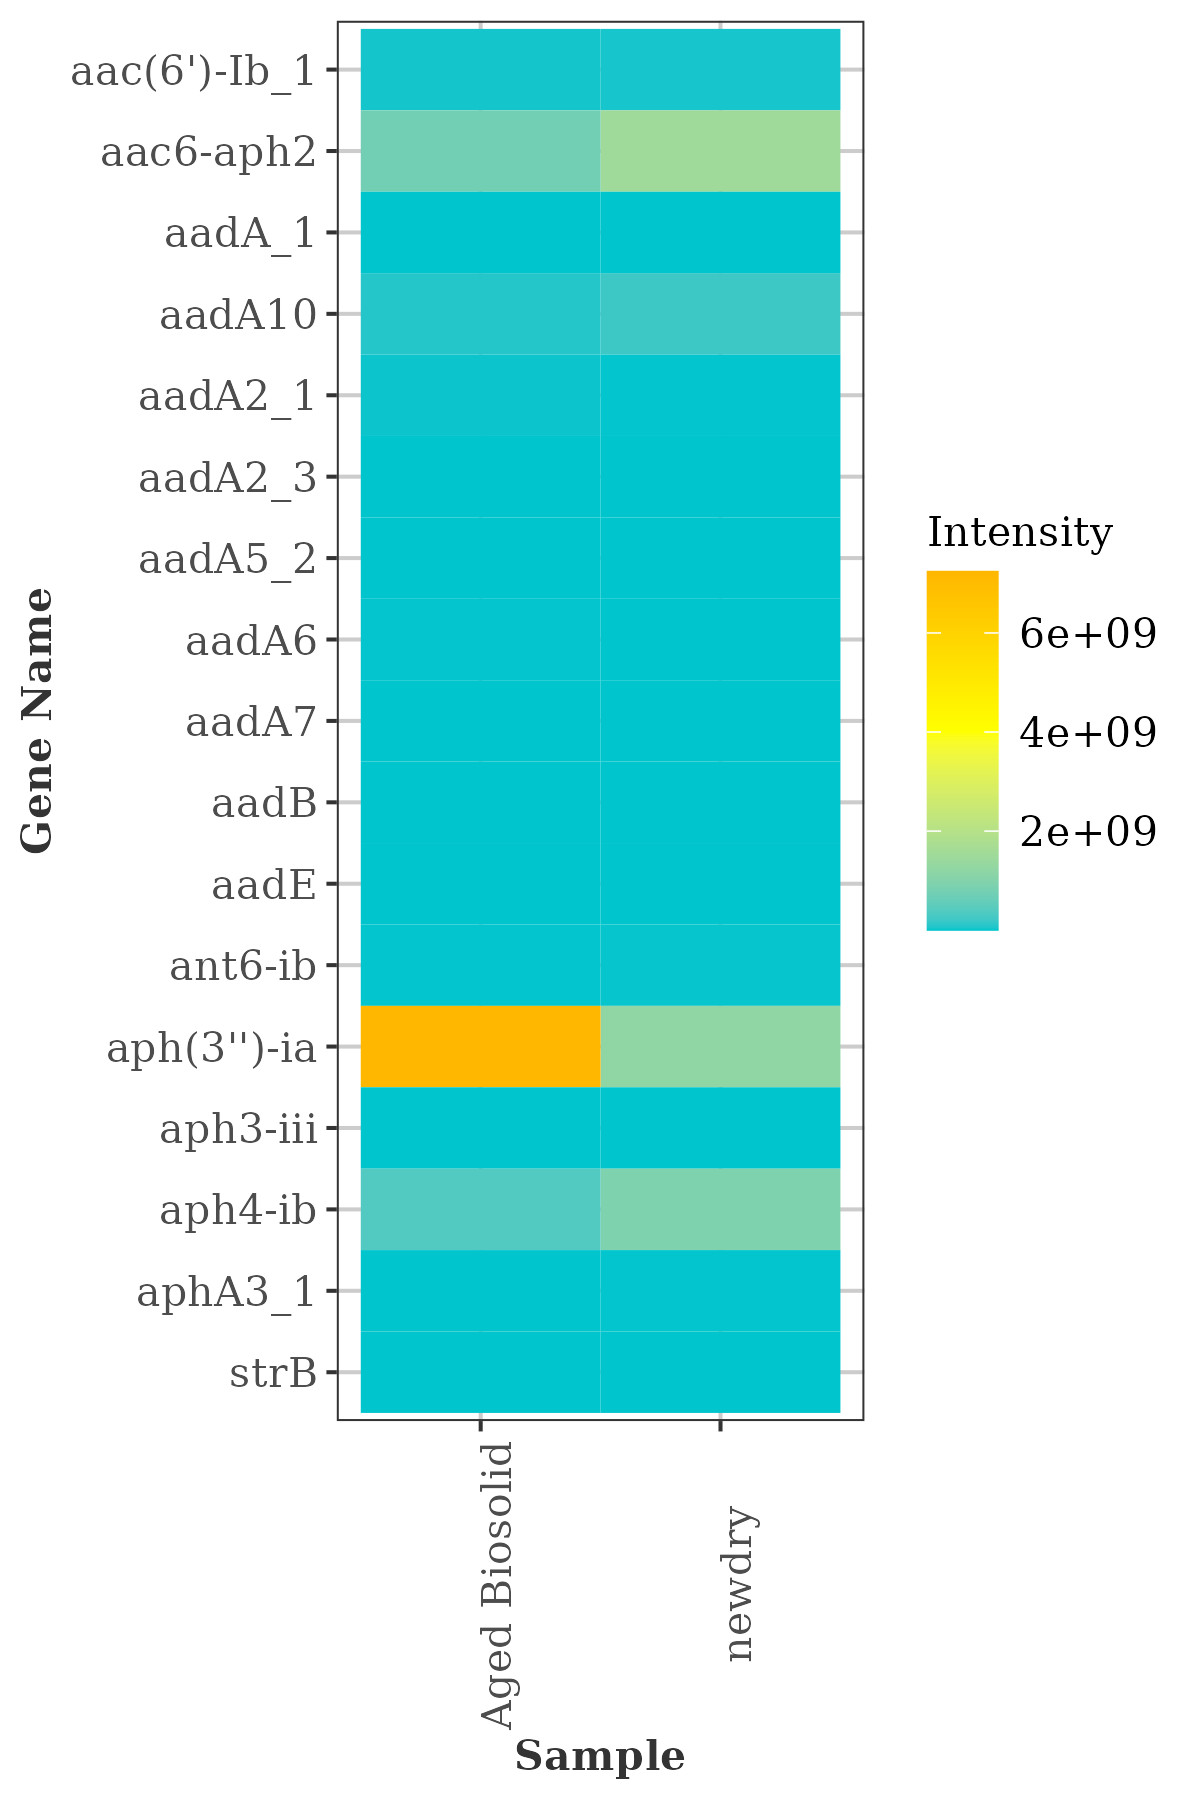 aac(6')-Ib_1
aac6-aph2
aadA_1
aadA10
aadA2_1
aadA2_3
aadA5_2
aadA6
aadA7
aadB
aadE
ant6-ib
aph(3'')-ia
aph3-iii
aph4-ib
aphA3_1
strB
Gene Name
Aged Biosolid
newdry
Sample
Intensity
6e+09
4e+09
2e+09